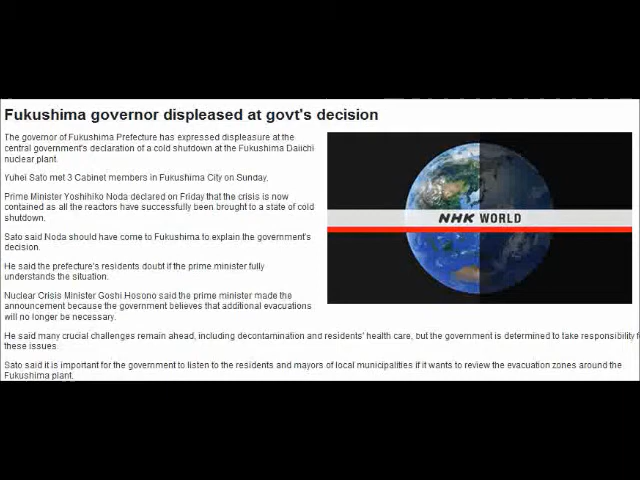 Fukushima governor displeased at govt's decision
The governor of Fukushima Prefecture has expressed displeasure at the
central government's declaration of a cold shutdown at the Fukushima Daiichi
nuclear plant.
Yuhei Sato met 3 Cabinet members in Fukushima City on Sunday.
Prime Minister Yoshihiko Noda declared on Friday that the crisis is now
contained as all the reactors have successfully been brought to a state of cold
shutdown.
Sato said Noda should have come to Fukushima to explain the government's
decision.
He said the prefecture's residents doubt if the prime minister fully
understands the situation.
Nuclear Crisis Minister Goshi Hosono said the prime minister made the
announcement because the government believes that additional evacuations
will no longer be necessary.
NHK WORLD
He said many crucial challenges remain ahead, including decontamination and residents' health care, but the government is determined to take responsibility
these issues.
Sato said it is important for the government to listen to the residents and mayors of local municipalities if it wants to review the evacuation zones around the
Fukushima plant.